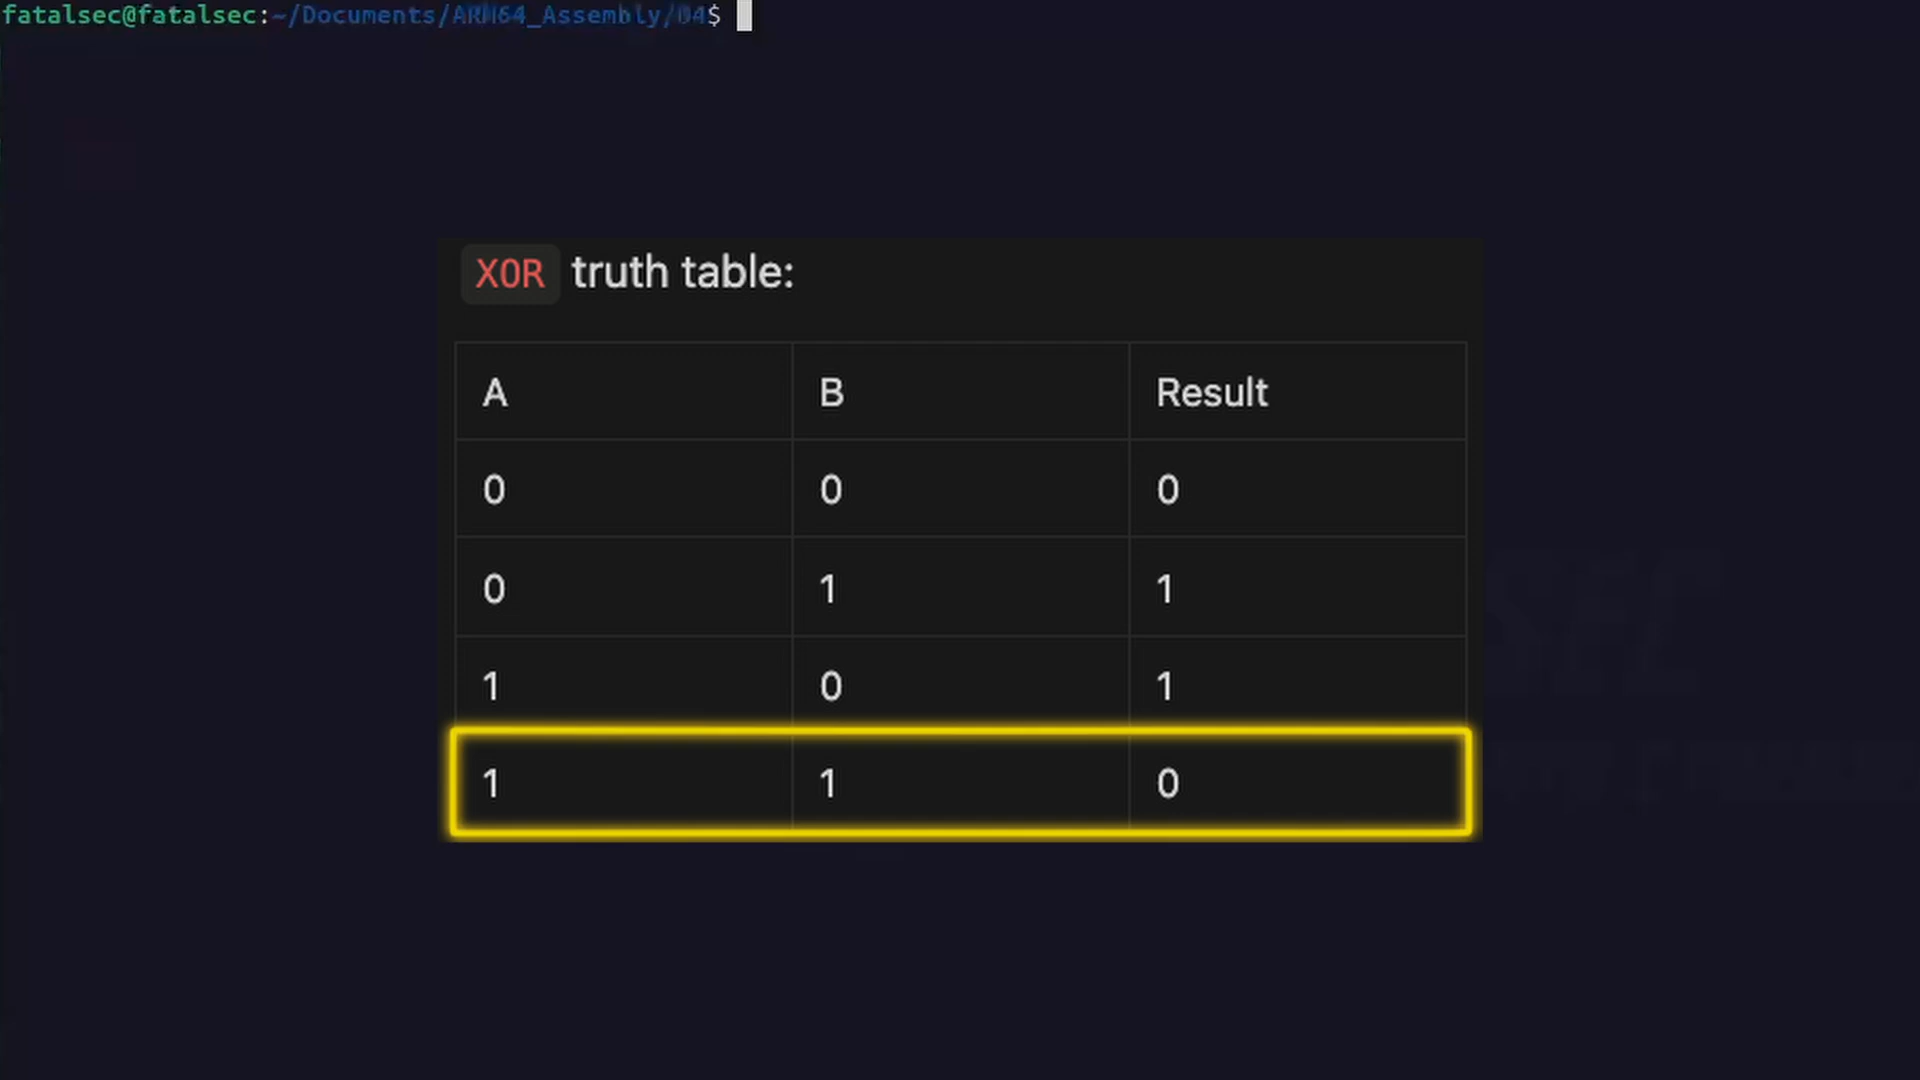 fatalsec@fatalsec:~/Documents/ARM64_Assembly/04$
XOR truth table:
A B Result
0 0 0
0 1 1
1 0 1
1 1 0